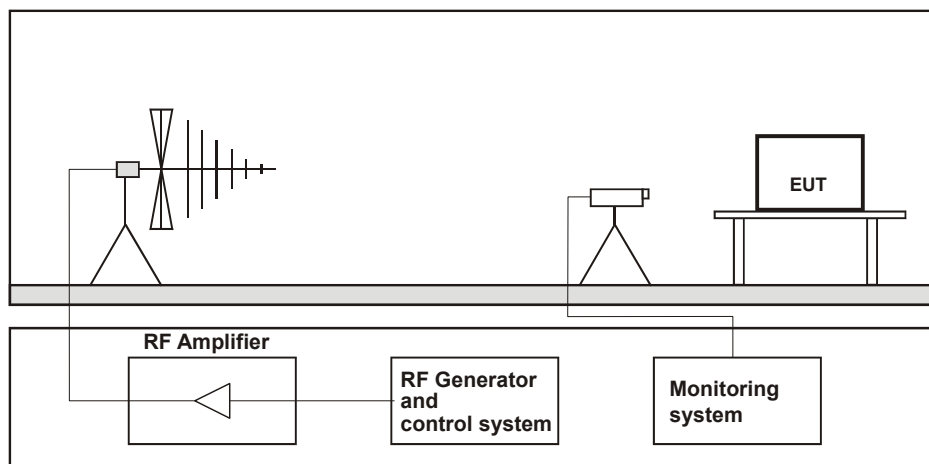 EUT
RF Amplifier
RF Generator
and
control system
Monitoring
system